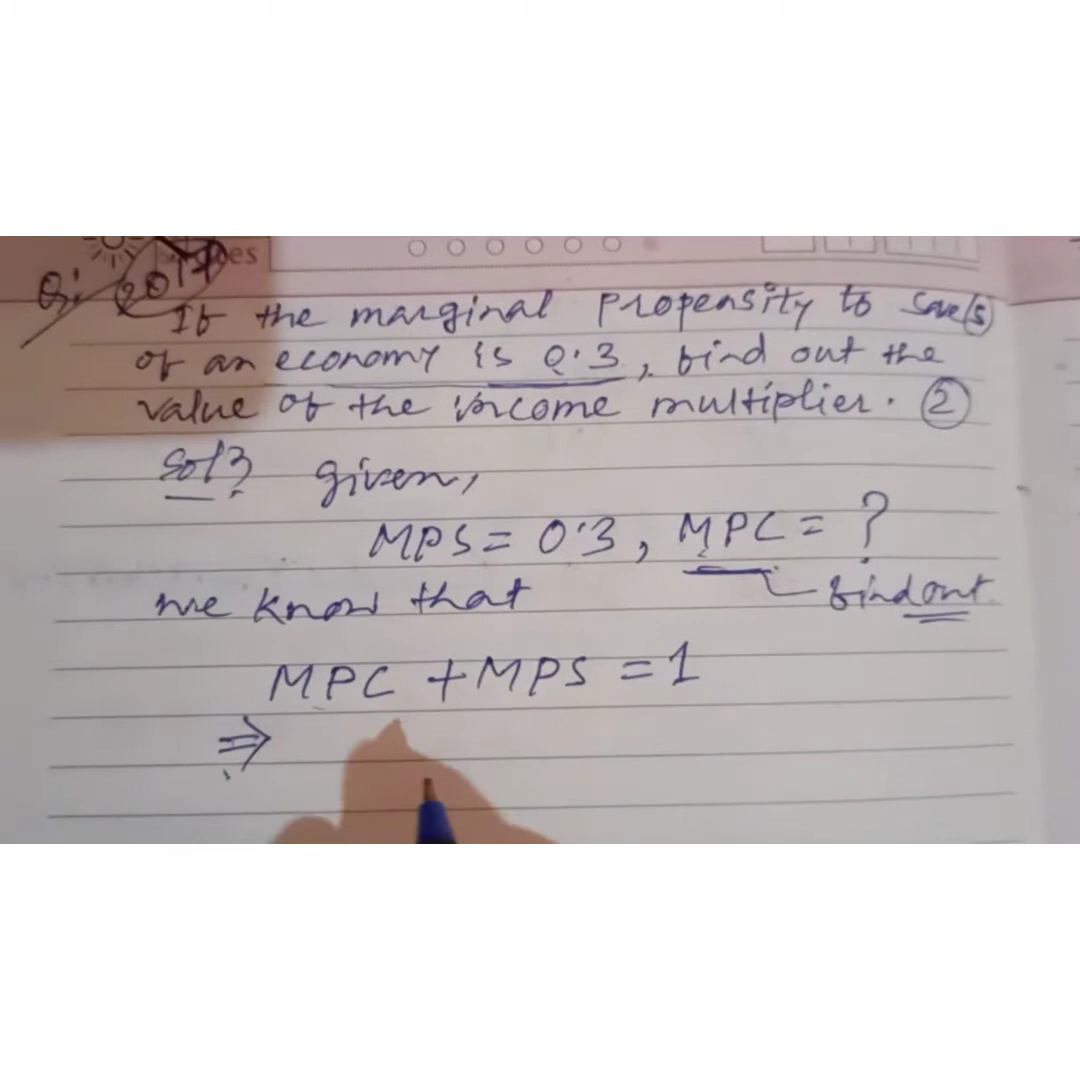 Q: 2017
If the marginal propensity to save(s)
of an economy is 0.3, find out the
value of the income multiplier. (2)
Soln. given,
MPS = 0.3, MPC = ?
we know that find out
MPC + MPS = 1
⇒